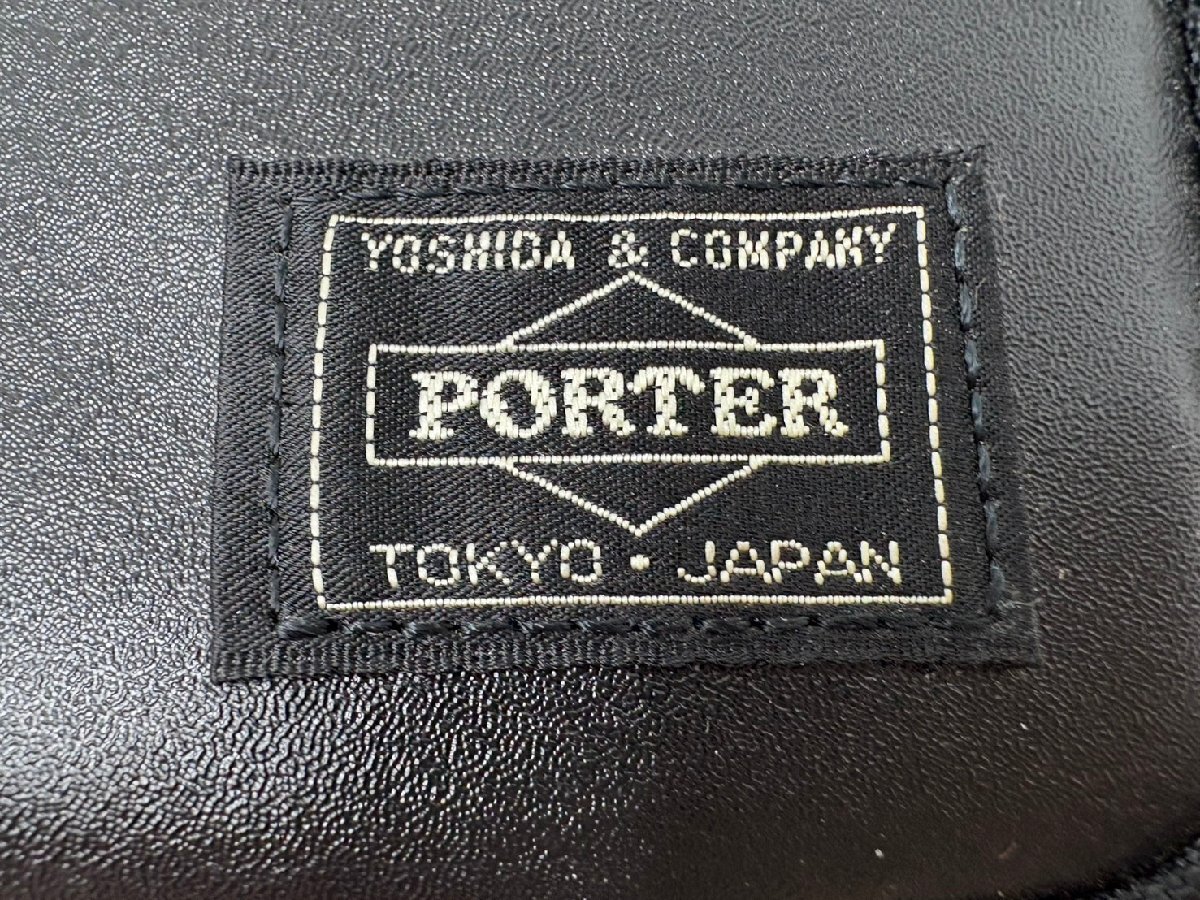 YOSHIDA & COMPANY
PORTER
TOKYO · JAPAN